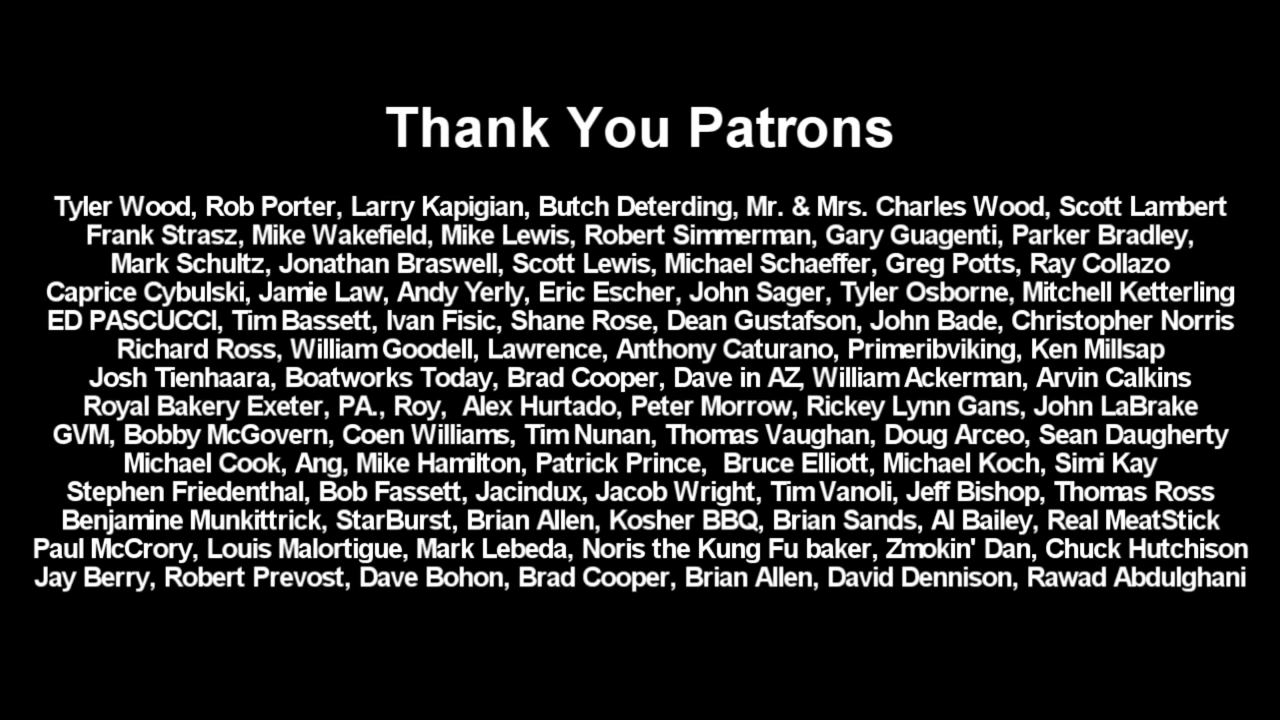 Thank You Patrons
Tyler Wood, Rob Porter, Larry Kapigian, Butch Deterding, Mr. & Mrs. Charles Wood, Scott Lambert
Frank Strasz, Mike Wakefield, Mike Lewis, Robert Simmerman, Gary Guagenti, Parker Bradley,
Mark Schultz, Jonathan Braswell, Scott Lewis, Michael Schaeffer, Greg Potts, Ray Collazo
Caprice Cybulski, Jamie Law, Andy Yerly, Eric Escher, John Sager, Tyler Osborne, Mitchell Ketterling
ED PASCUCCI, Tim Bassett, Ivan Fisic, Shane Rose, Dean Gustafson, John Bade, Christopher Norris
Richard Ross, William Goodell, Lawrence, Anthony Caturano, Primeribviking, Ken Millsap
Josh Tienhaara, Boatworks Today, Brad Cooper, Dave in AZ, William Ackerman, Arvin Calkins
Royal Bakery Exeter, PA., Roy, Alex Hurtado, Peter Morrow, Rickey Lynn Gans, John LaBrake
GVM, Bobby McGovern, Coen Williams, Tim Nunan, Thomas Vaughan, Doug Arceo, Sean Daugherty
Michael Cook, Ang, Mike Hamilton, Patrick Prince, Bruce Elliott, Michael Koch, Simi Kay
Stephen Friedenthal, Bob Fassett, Jacindux, Jacob Wright, Tim Vanoli, Jeff Bishop, Thomas Ross
Benjamine Munkittrick, StarBurst, Brian Allen, Kosher BBQ, Brian Sands, Al Bailey, Real MeatStick
Paul McCrory, Louis Malortigue, Mark Lebeda, Noris the Kung Fu baker, Zmokin' Dan, Chuck Hutchison
Jay Berry, Robert Prevost, Dave Bohon, Brad Cooper, Brian Allen, David Dennison, Rawad Abdulghani